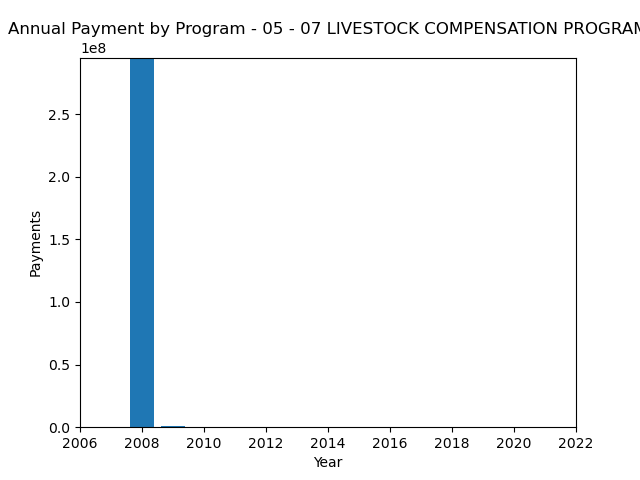 Annual Payment by Program - 05 - 07 LIVESTOCK COMPENSATION PROGRAM
1e8
2.5
2.0
1.5
1.0
0.5
0.0
Payments
2006 2008 2010 2012 2014 2016 2018 2020 2022
Year